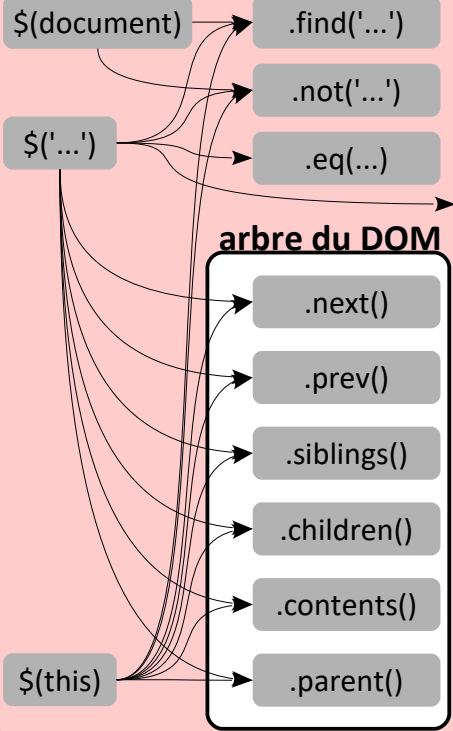 $(document)
.find('...')
.not('...')
$('...')
.eq(...)
arbre du DOM
.next()
.prev()
.siblings()
.children()
.contents()
$(this)
.parent()